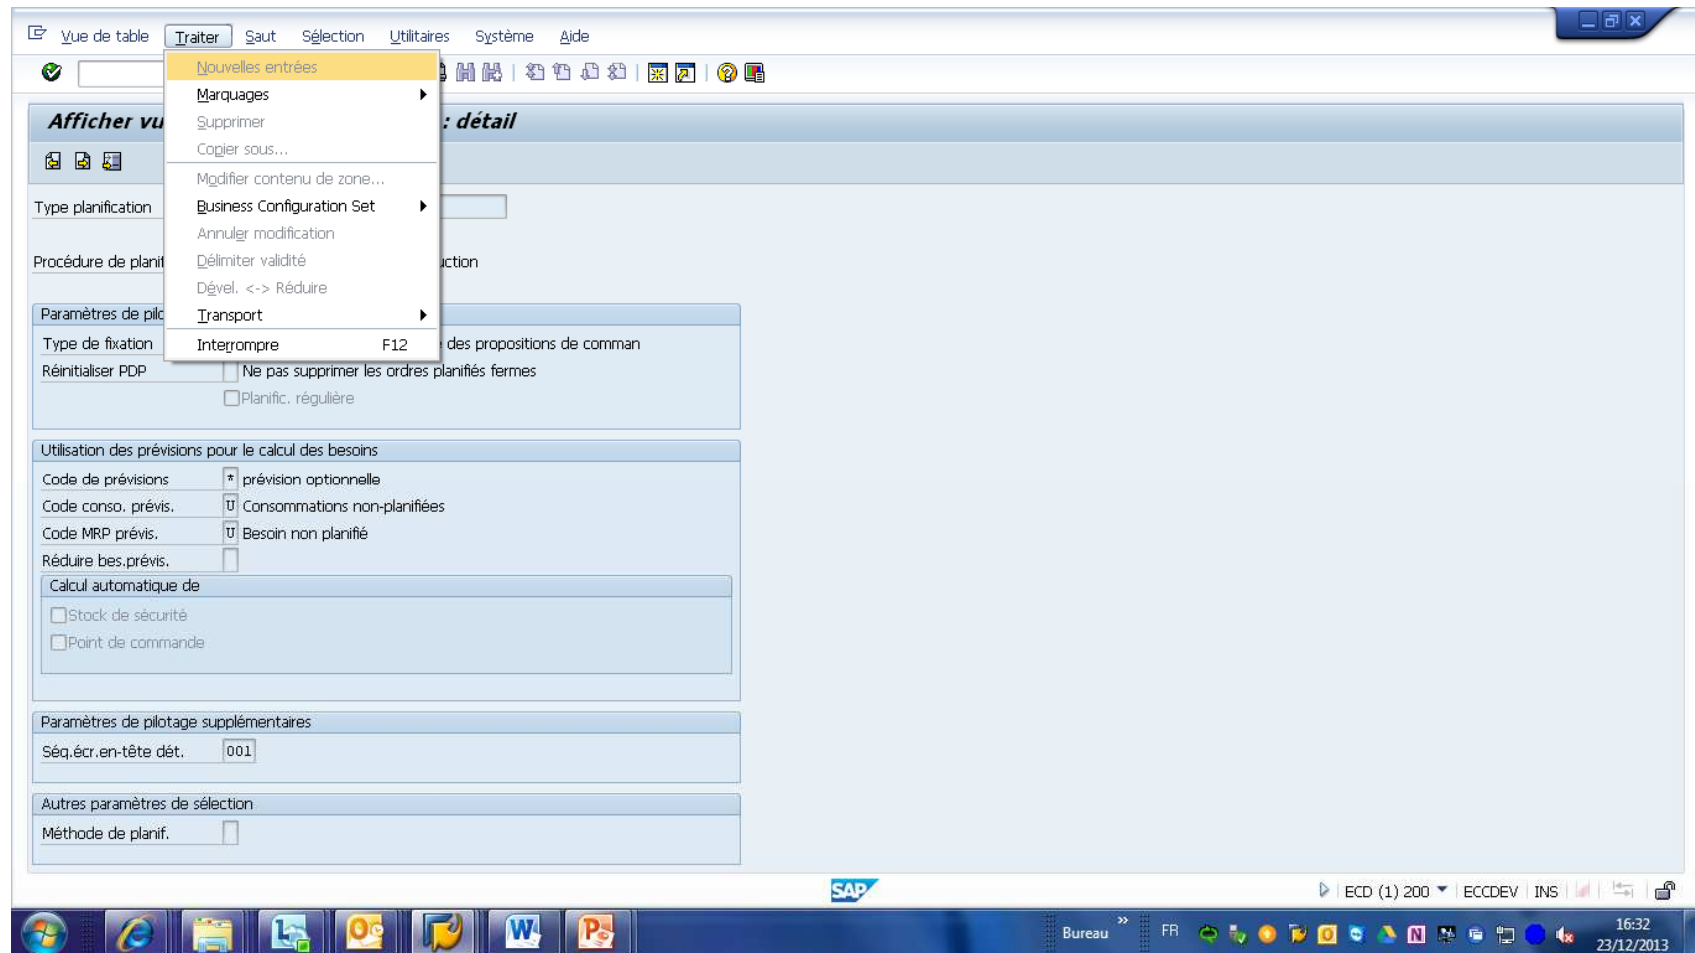 Vue de table Traiter Saut Sélection Utilitaires Système Aide
Nouvelles entrées
Marquages
Supprimer
Copier sous...
Modifier contenu de zone...
Business Configuration Set
Annuler modification
Délimiter validité
Dével. <-> Réduire
Transport
Interrompre F12
Afficher vu : détail
Type planification
Procédure de planif uction
Paramètres de pilo
Type de fixation des propositions de comman
Réinitialiser PDP Ne pas supprimer les ordres planifiés fermes
Planific. régulière
Utilisation des prévisions pour le calcul des besoins
Code de prévisions * prévision optionnelle
Code conso. prévis. U Consommations non-planifiées
Code MRP prévis. U Besoin non planifié
Réduire bes.prévis.
Calcul automatique de
Stock de sécurité
Point de commande
Paramètres de pilotage supplémentaires
Séq.écr.en-tête dét. 001
Autres paramètres de sélection
Méthode de planif.
SAP
ECD (1) 200 ECCDEV INS
Bureau » FR 16:32
23/12/2013